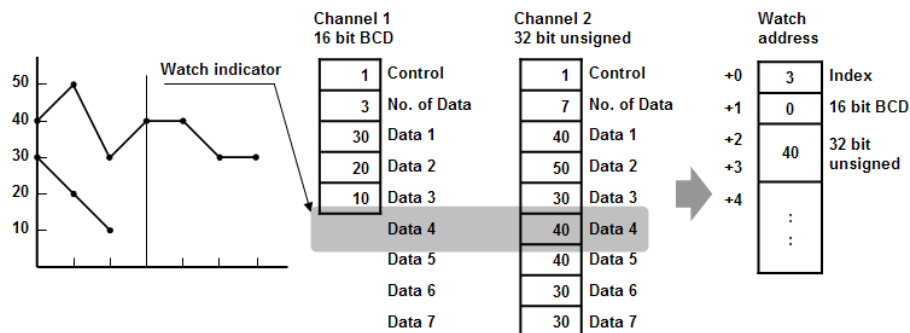 Channel 1
16 bit BCD
Channel 2
32 bit unsigned
Watch
address
Watch indicator
50
40
30
20
10
1 Control
3 No. of Data
30 Data 1
20 Data 2
10 Data 3
Data 4
Data 5
Data 6
Data 7
1 Control
7 No. of Data
40 Data 1
50 Data 2
30 Data 3
40 Data 4
40 Data 5
30 Data 6
30 Data 7
+0 3 Index
+1 0 16 bit BCD
+2
+3
40
32 bit
unsigned
+4
:
: